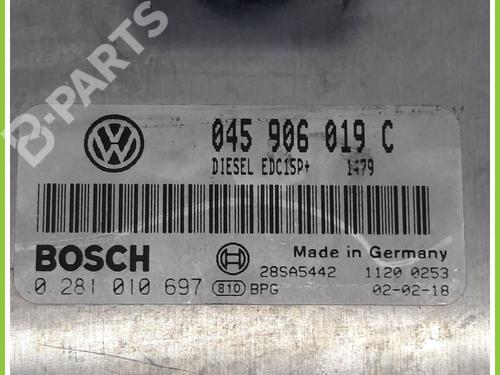 B-PARTS
VW
045 906 019 C
DIESEL EDC15P+ 1479
BOSCH
Made in Germany
28SA5442 1120 0253
0 281 010 697 810 BPG 02-02-18